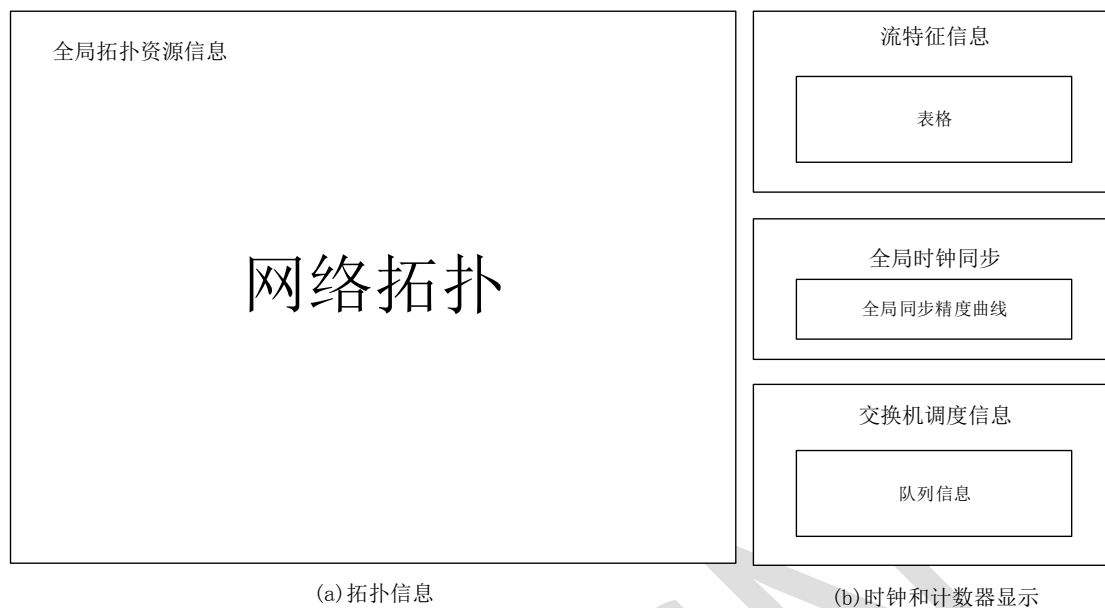 全局拓扑资源信息
网络拓扑
(a)拓扑信息
流特征信息
表格
全局时钟同步
全局同步精度曲线
交换机调度信息
队列信息
(b)时钟和计数器显示